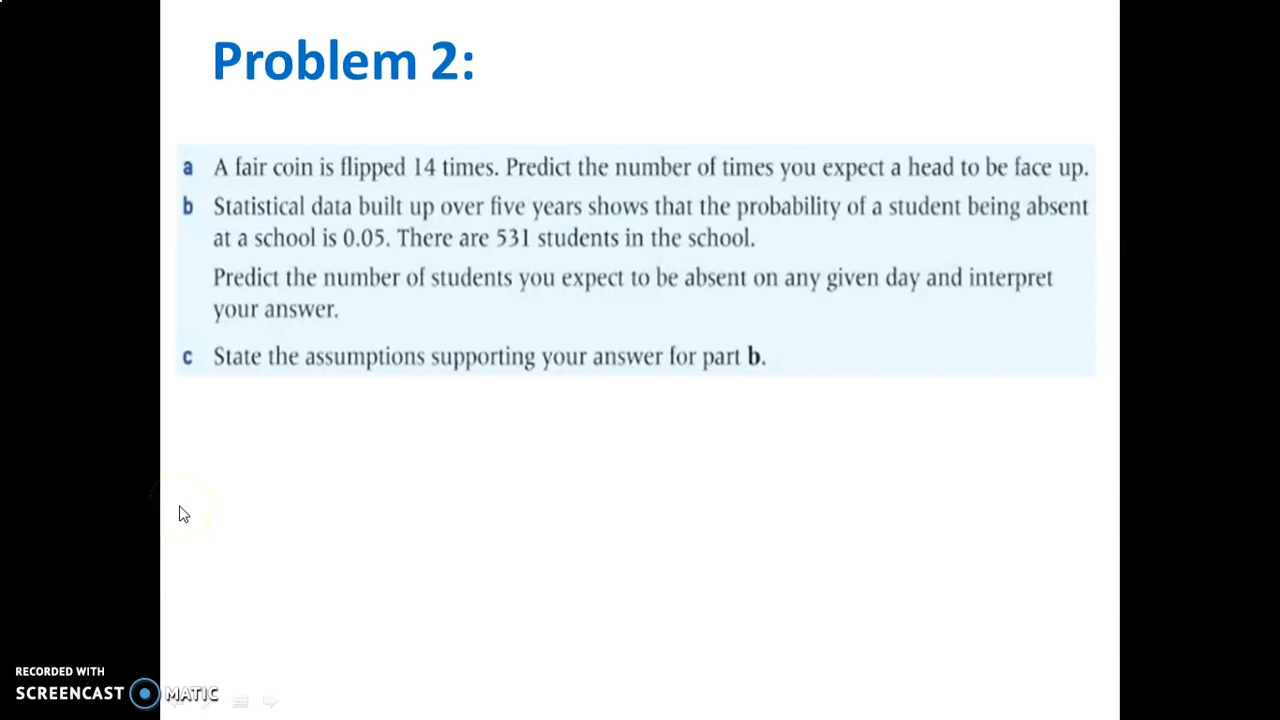 Problem 2:
a A fair coin is flipped 14 times. Predict the number of times you expect a head to be face up.
b Statistical data built up over five years shows that the probability of a student being absent
at a school is 0.05. There are 531 students in the school.
Predict the number of students you expect to be absent on any given day and interpret
your answer.
c State the assumptions supporting your answer for part b.
RECORDED WITH
SCREENCAST MATIC